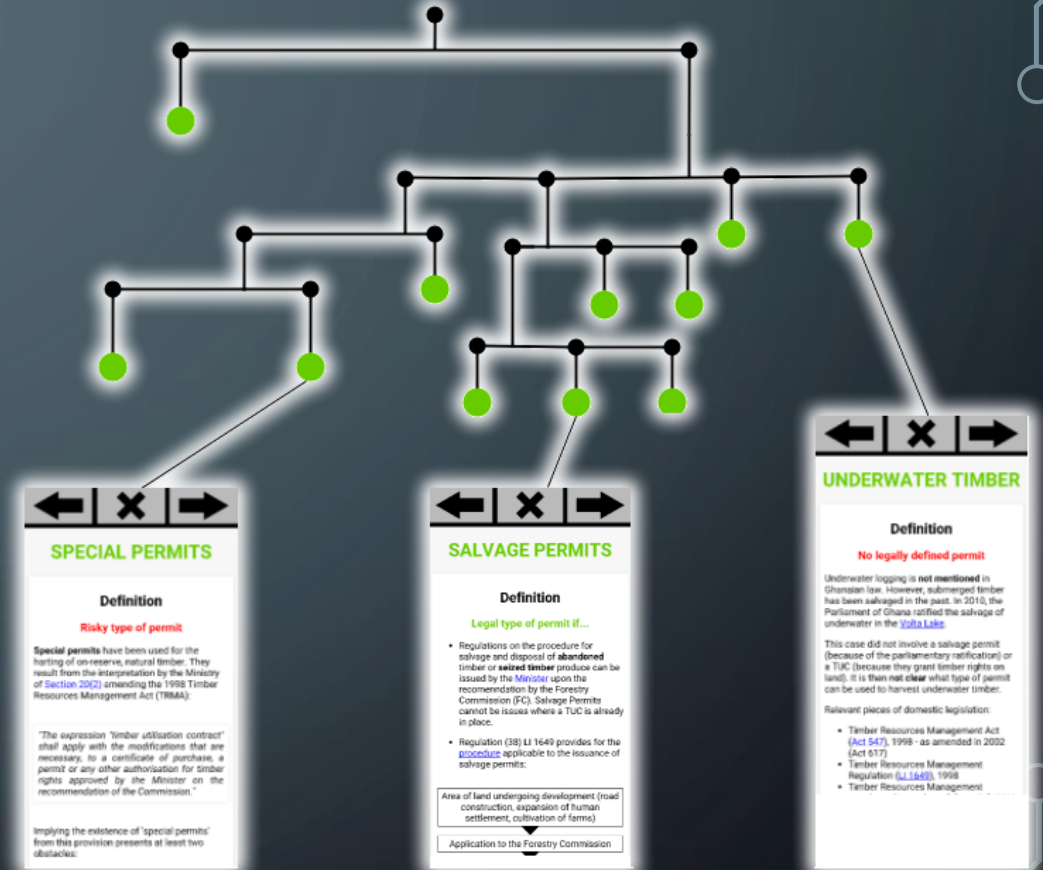 SPECIAL PERMITS
Definition
Risky type of permit
Special permits have been used for the
harting of on-reserve, natural timber. They
result from the interpretation by the Ministry
of Section 20(2) amending the 1998 Timber
Resources Management Act (TRMA):
"The expression "timber utilisation contract"
shall apply with the modifications that are
necessary, to a certificate of purchase, a
permit or any other authorisation for timber
rights approved by the Minister on the
recommendation of the Commission."
Implying the existence of 'special permits'
from this provision presents at least two
obstacles:
SALVAGE PERMITS
Definition
Legal type of permit if...
• Regulations on the procedure for
salvage and disposal of abandoned
timber or seized timber produce can be
issued by the Minister upon the
recomenndation by the Forestry
Commission (FC). Salvage Permits
cannot be issues where a TUC is already
in place.
• Regulation (38) LI 1649 provides for the
procedure applicable to the issuance of
salvage permits:
Area of land undergoing development (road
construction, expansion of human
settlement, cultivation of farms)
Application to the Forestry Commission
UNDERWATER TIMBER
Definition
No legally defined permit
Underwater logging is not mentioned in
Ghanaian law. However, submerged timber
has been salvaged in the past. In 2010, the
Parliament of Ghana ratified the salvage of
underwater in the Volta Lake.
This case did not involve a salvage permit
(because of the parliamentary ratification) or
a TUC (because they grant timber rights on
land). It is then not clear what type of permit
can be used to harvest underwater timber.
Relevant pieces of domestic legislation:
• Timber Resources Management Act
(Act 547), 1998 - as amended in 2002
(Act 617)
• Timber Resources Management
Regulation (LI 1649), 1998
• Timber Resources Management